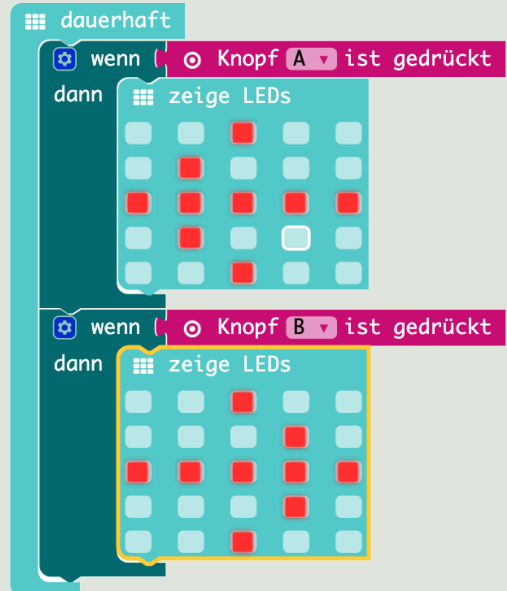 dauerhaft
wenn Knopf A ist gedrückt
dann zeige LEDs
wenn Knopf B ist gedrückt
dann zeige LEDs